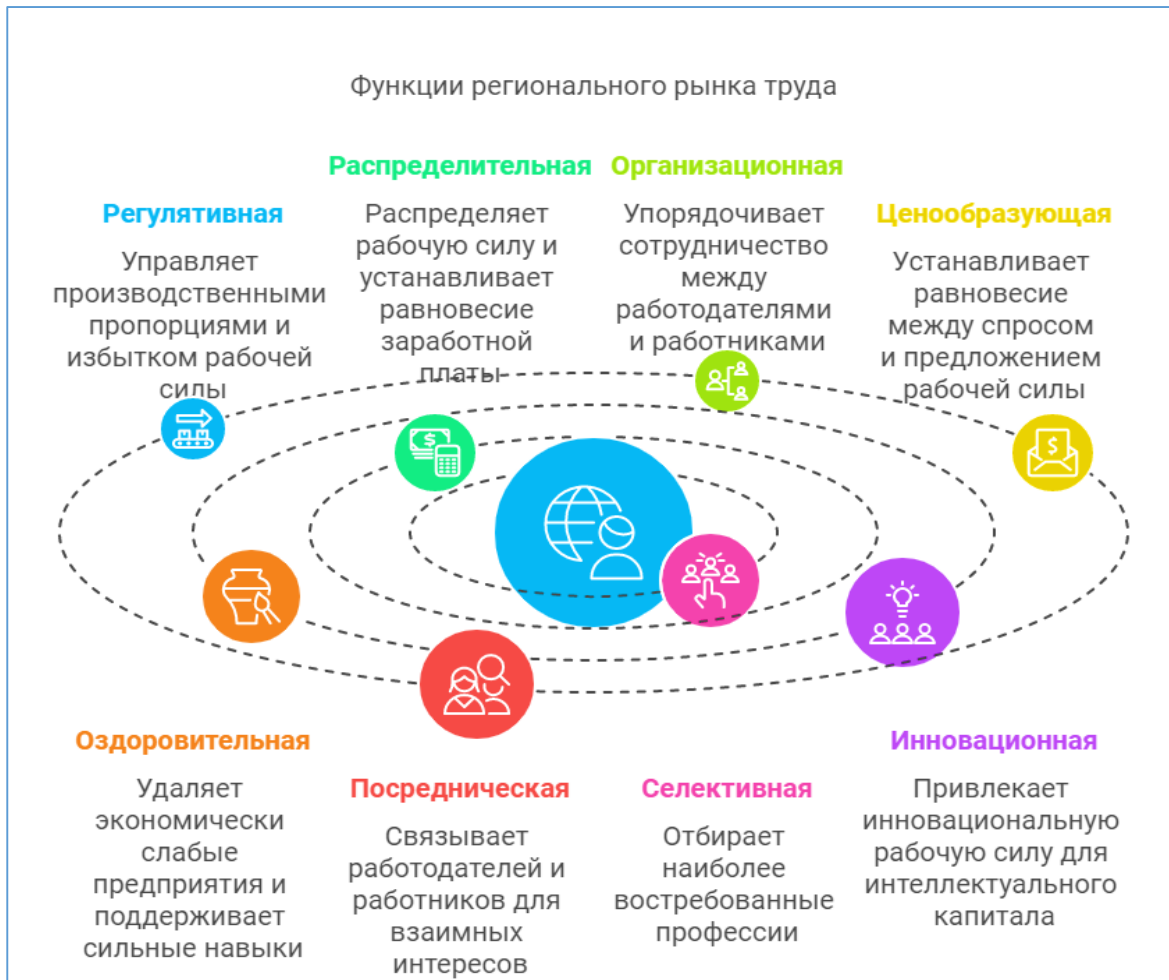 Функции регионального рынка труда
Регулятивная
Управляет
производственными
пропорциями и
избытком рабочей
силы
Распределительная
Распределяет
рабочую силу и
устанавливает
равновесие
заработной
платы
Организационная
Упорядочивает
сотрудничество
между
работодателями
и работниками
Ценообразующая
Устанавливает
равновесие
между спросом
и предложением
рабочей силы
$
$
Оздоровительная
Удаляет
экономически
слабые
предприятия и
поддерживает
сильные навыки
Посредническая
Связывает
работодателей и
работников для
взаимных
интересов
Селективная
Отбирает
наиболее
востребованные
профессии
Инновационная
Привлекает
инновациональную
рабочую силу для
интеллектуального
капитала